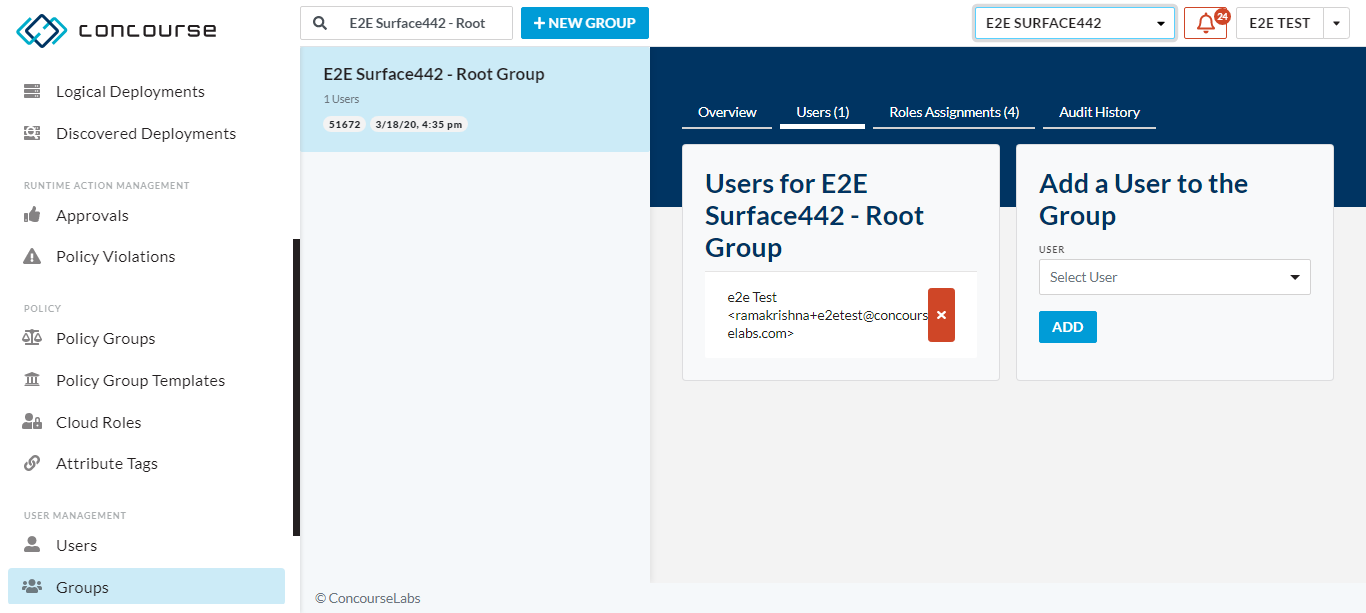 concourse
Logical Deployments
Discovered Deployments
RUNTIME ACTION MANAGEMENT
Approvals
Policy Violations
POLICY
Policy Groups
Policy Group Templates
Cloud Roles
Attribute Tags
USER MANAGEMENT
Users
Groups
E2E Surface442 - Root
+ NEW GROUP
E2E SURFACE442
24
E2E TEST
E2E Surface442 - Root Group
1 Users
51672 3/18/20, 4:35 pm
Overview Users (1) Roles Assignments (4) Audit History
Users for E2E
Surface442 - Root
Group
e2e Test
<ramakrishna+e2etest@concours
elabs.com>
Add a User to the
Group
USER
Select User
ADD
© ConcourseLabs